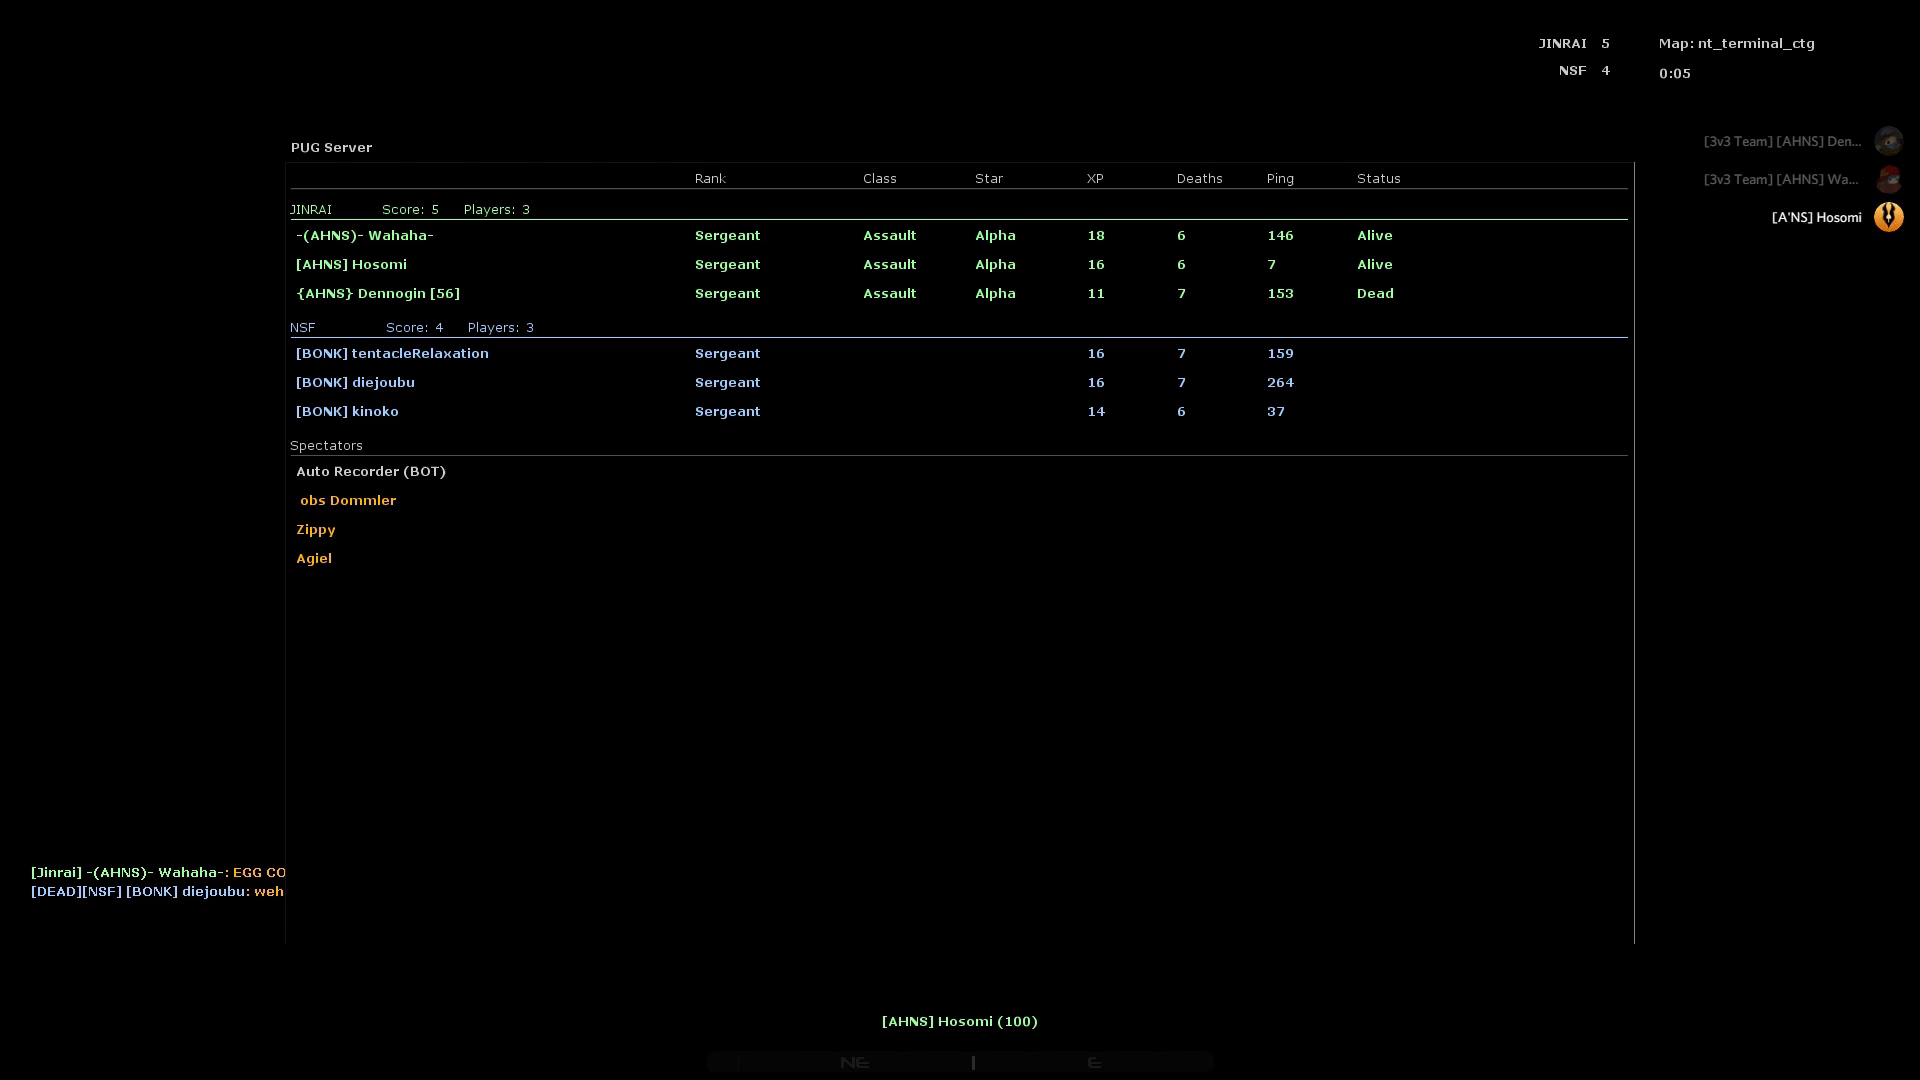 JINRAI 5 Map: nt_terminal_ctg
NSF 4 0:05
[3v3 Team] [AHNS] Den...
[3v3 Team] [AHNS] Wa...
[A'NS] Hosomi
PUG Server
Rank Class Star XP Deaths Ping Status
JINRAI Score: 5 Players: 3
-(AHNS)- Wahaha- Sergeant Assault Alpha 18 6 146 Alive
[AHNS] Hosomi Sergeant Assault Alpha 16 6 7 Alive
{AHNS} Dennogin [56] Sergeant Assault Alpha 11 7 153 Dead
NSF Score: 4 Players: 3
[BONK] tentacleRelaxation Sergeant 16 7 159
[BONK] diejoubu Sergeant 16 7 264
[BONK] kinoko Sergeant 14 6 37
Spectators
Auto Recorder (BOT)
obs Dommler
Zippy
Agiel
[Jinrai] -(AHNS)- Wahaha-: EGG CO
[DEAD][NSF] [BONK] diejoubu: weh
[AHNS] Hosomi (100)
NE E